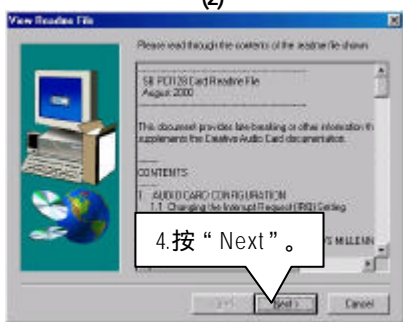 (2)
View Readme File
Please read through the contents of the readme file shown
SB PCI128 Card Readme File
August 2000
This document provides late-breaking or other information th
supplements the Creative Audio Card documentation.
CONTENTS
1. AUDIO CARD CONFIGURATION
1.1 Changing the Interrupt Request (IRQ) Setting
S MILLENN
4.按“Next”。
Next >
Cancel